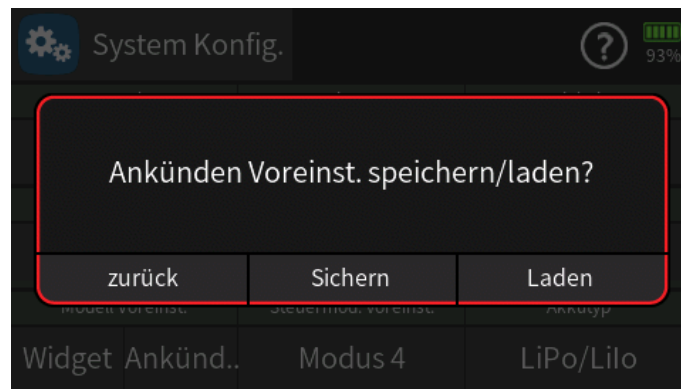 System Konfig.
?
93%
Ankünden Voreinst. speichern/laden?
zurück Sichern Laden
Modell Voreinst. Steuermod. Voreinst. Akkutyp
Widget Ankünd.. Modus 4 LiPo/LiIo